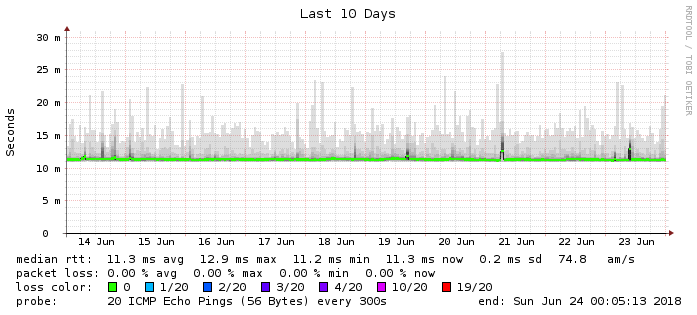 Last 10 Days
RRDTOOL / TOBI OETIKER
Seconds
30 m
25 m
20 m
15 m
10 m
5 m
0
14 Jun 15 Jun 16 Jun 17 Jun 18 Jun 19 Jun 20 Jun 21 Jun 22 Jun 23 Jun
median rtt: 11.3 ms avg 12.9 ms max 11.2 ms min 11.3 ms now 0.2 ms sd 74.8 am/s
packet loss: 0.00 % avg 0.00 % max 0.00 % min 0.00 % now
loss color: 0 1/20 2/20 3/20 4/20 10/20 19/20
probe: 20 ICMP Echo Pings (56 Bytes) every 300s end: Sun Jun 24 00:05:13 2018